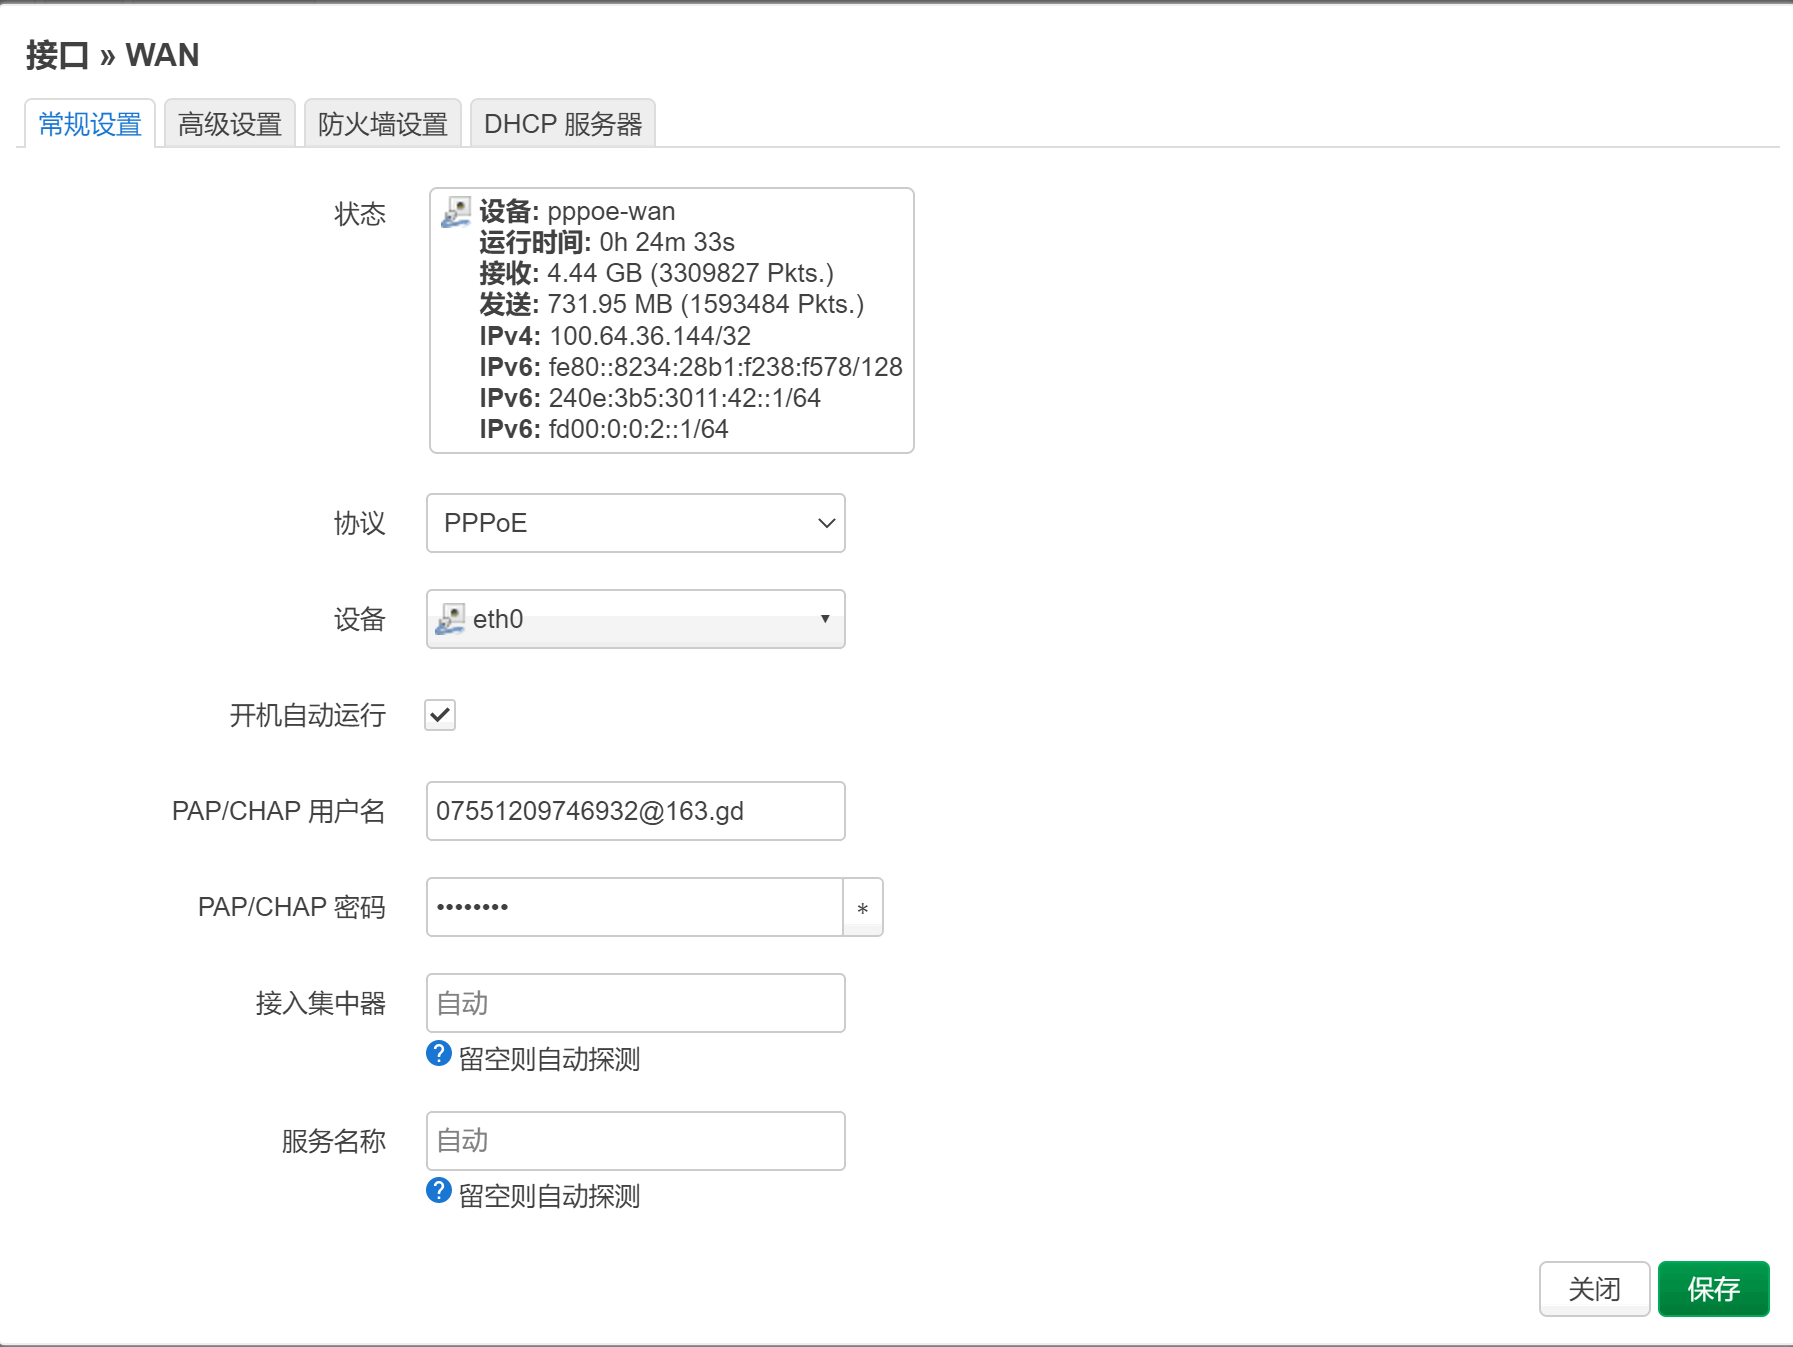 接口 » WAN
常规设置 高级设置 防火墙设置 DHCP 服务器
状态
设备: pppoe-wan
运行时间: 0h 24m 33s
接收: 4.44 GB (3309827 Pkts.)
发送: 731.95 MB (1593484 Pkts.)
IPv4: 100.64.36.144/32
IPv6: fe80::8234:28b1:f238:f578/128
IPv6: 240e:3b5:3011:42::1/64
IPv6: fd00:0:0:2::1/64
协议 PPPoE
设备 eth0
开机自动运行
PAP/CHAP 用户名 07551209746932@163.gd
PAP/CHAP 密码 •••••••• *
接入集中器 自动
留空则自动探测
服务名称 自动
留空则自动探测
关闭 保存